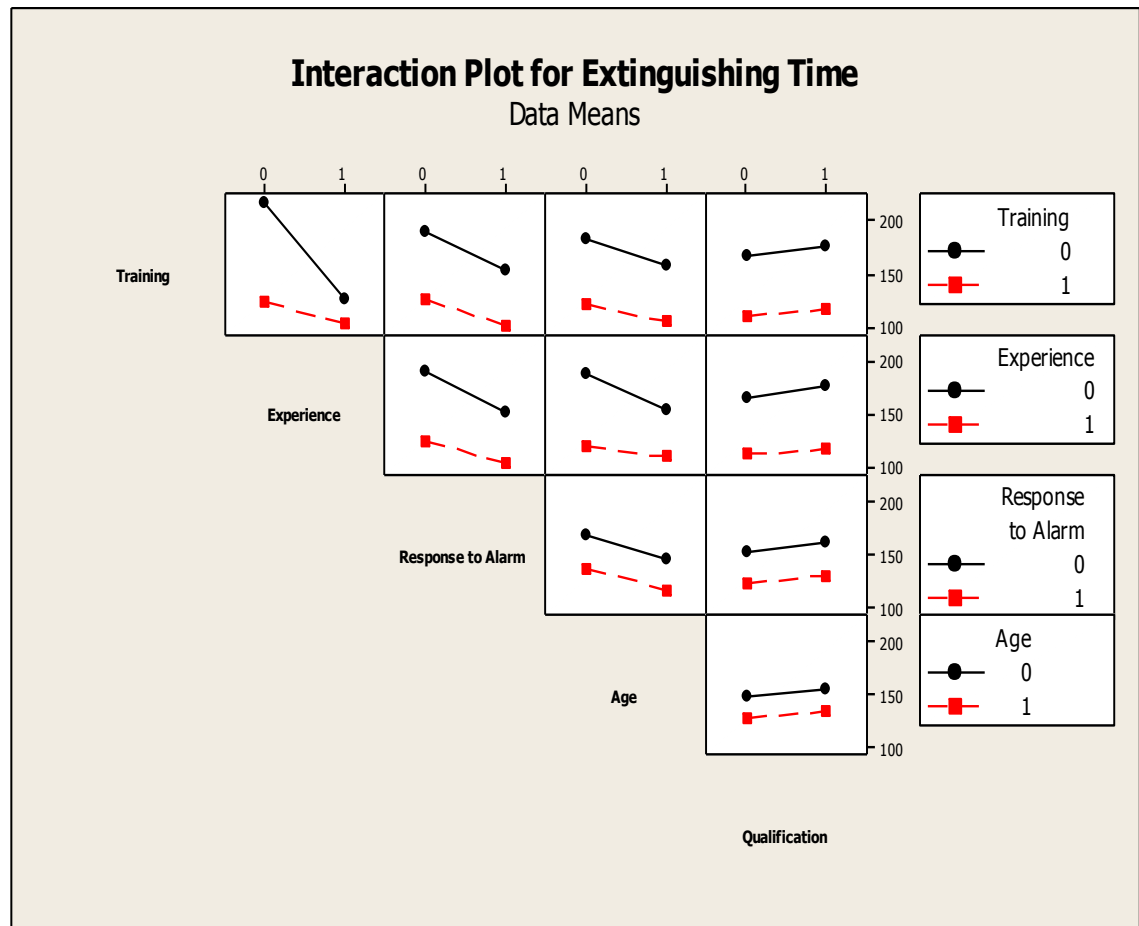 Interaction Plot for Extinguishing Time
Data Means
0 1 0 1 0 1 0 1
Training
200
150
100
Training
0
1
Experience
200
150
100
Experience
0
1
Response to Alarm
200
150
100
Response
to Alarm
0
1
Age
200
150
100
Age
0
1
Qualification